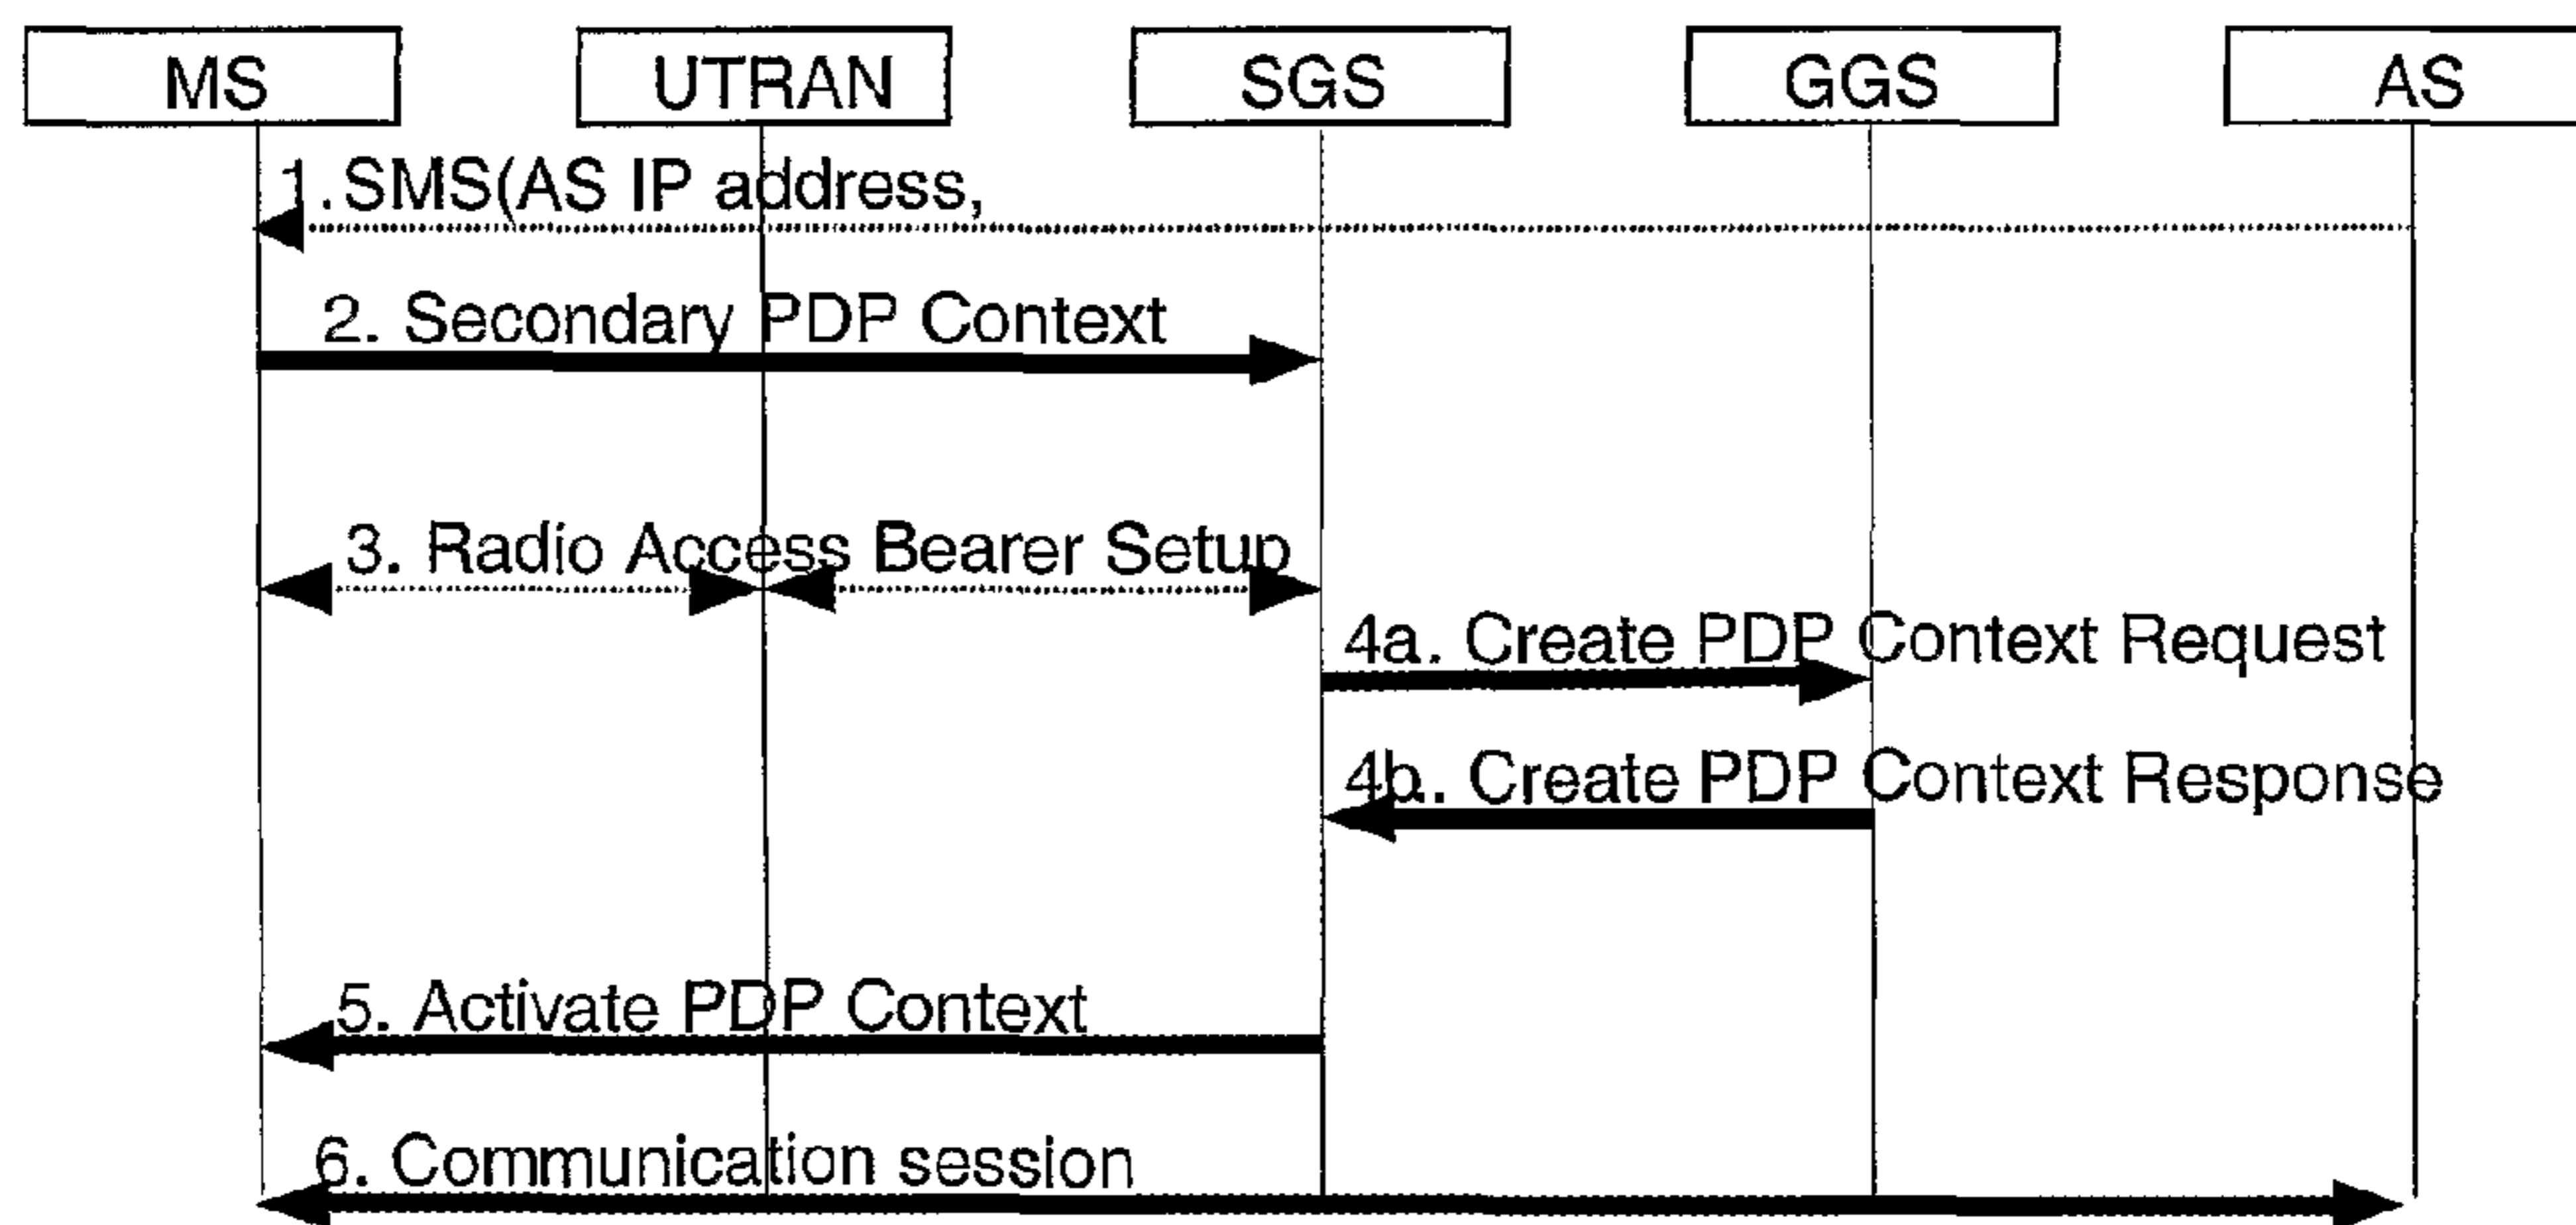 MS UTRAN SGS GGS AS
1.SMS(AS IP address,
2. Secondary PDP Context
3. Radio Access Bearer Setup
4a. Create PDP Context Request
4b. Create PDP Context Response
5. Activate PDP Context
6. Communication session